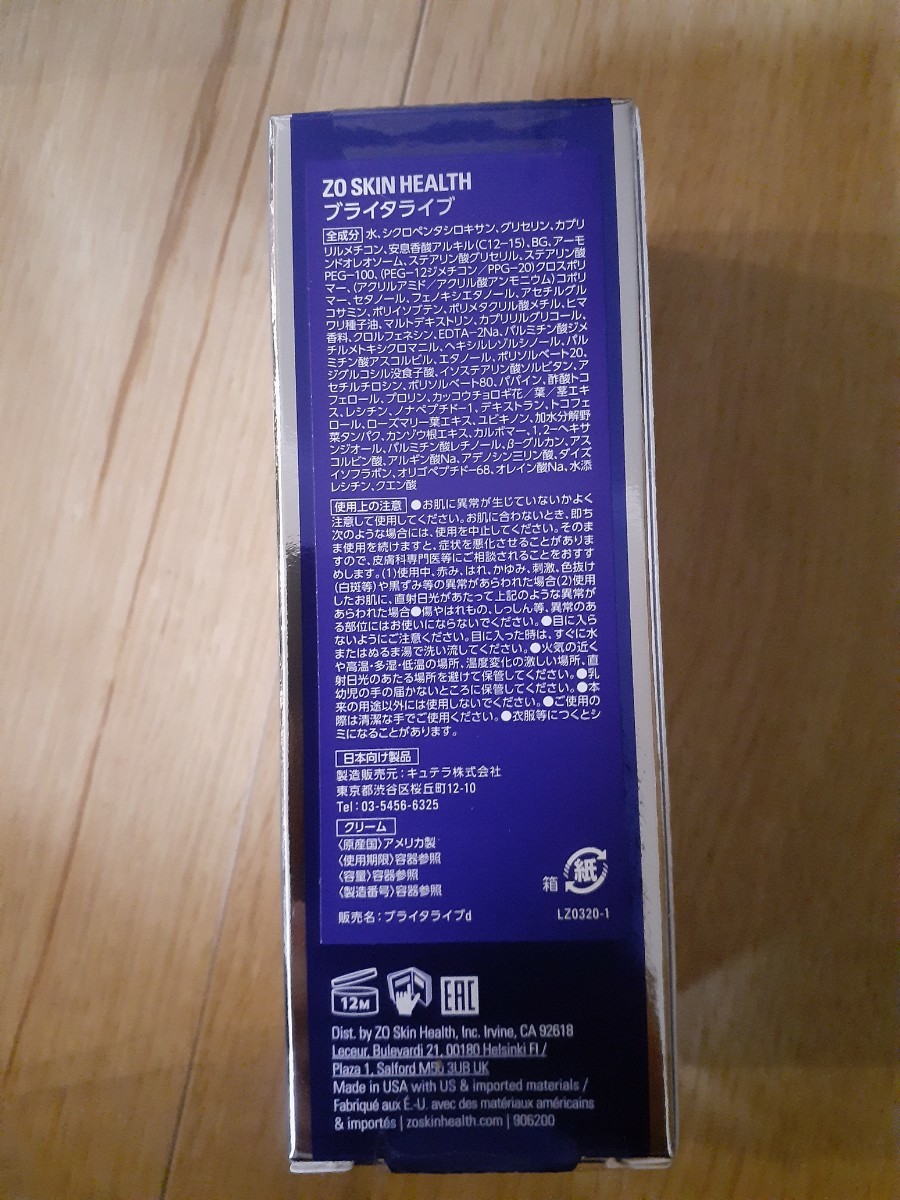 ZO SKIN HEALTH
ブライタライブ
全成分 水、シクロペンタシロキサン、グリセリン、カプリ
リルメチコン、安息香酸アルキル(C12-15)、BG、アーモ
ンドオレオソーム、ステアリン酸グリセリル、ステアリン酸
PEG-100、(PEG-12ジメチコン/PPG-20)クロスポリ
マー、(アクリルアミド/アクリル酸アンモニウム)コポリ
マー、セタノール、フェノキシエタノール、アセチルグル
コサミン、ポリイソプテン、ポリメタクリル酸メチル、ヒマ
ワリ種子油、マルトデキストリン、カプリリルグリコール、
香料、クロルフェネシン、EDTA-2Na、パルミチン酸ジメ
チルメトキシクロマニル、ヘキシルレゾルシノール、パル
ミチン酸アスコルビル、エタノール、ポリソルベート20、
ジグルコシル没食子酸、イソステアリン酸ソルビタン、ア
セチルチロシン、ポリソルベート80、パパイン、酢酸トコ
フェロール、プロリン、カッコウチョロギ花/葉/茎エキ
ス、レシチン、ノナペプチド-1、デキストラン、トコフェ
ロール、ローズマリー葉エキス、ユビキノン、加水分解野
菜タンパク、カンゾウ根エキス、カルボマー、1,2-ヘキサ
ンジオール、パルミチン酸レチノール、β-グルカン、アス
コルビン酸、アルギン酸Na、アデノシン三リン酸、ダイズ
イソフラボン、オリゴペプチド-68、オレイン酸Na、水添
レシチン、クエン酸
使用上の注意 ●お肌に異常が生じていないかよく
注意して使用してください。お肌に合わないとき、即ち
次のような場合には、使用を中止してください。そのま
ま使用を続けますと、症状を悪化させることがありま
すので、皮膚科専門医等にご相談されることをおすす
めします。(1)使用中、赤み、はれ、かゆみ、刺激、色抜け
(白斑等)や黒ずみ等の異常があらわれた場合(2)使用
したお肌に、直射日光があたって上記のような異常が
あらわれた場合●傷やはれもの、しっしん等、異常のあ
る部位にはお使いにならないでください。●目に入ら
ないようにご注意ください。目に入った時は、すぐに水
またはぬるま湯で洗い流してください。●火気の近く
や高温・多湿・低温の場所、温度変化の激しい場所、直
射日光のあたる場所を避けて保管してください。●乳
幼児の手の届かないところに保管してください。●本
来の用途以外には使用しないでください。●ご使用の
際は清潔な手でご使用ください。●衣服等につくとシ
ミになることがあります。
日本向け製品
製造販売元:キュテラ株式会社
東京都渋谷区桜丘町12-10
Tel:03-5456-6325
クリーム
〈原産国〉アメリカ製
〈使用期限〉容器参照
〈容量〉容器参照
〈製造番号〉容器参照
箱 紙
販売名:ブライタライブd LZ0320-1
12M EAC
Dist. by ZO Skin Health, Inc. Irvine, CA 92618
Leceur, Bulevardi 21, 00180 Helsinki FI /
Plaza 1, Salford 3UB UK
Made in USA with US & imported materials /
Fabriqué aux É.-U. avec des matériaux américains
& importés | zoskinhealth.com | 906200